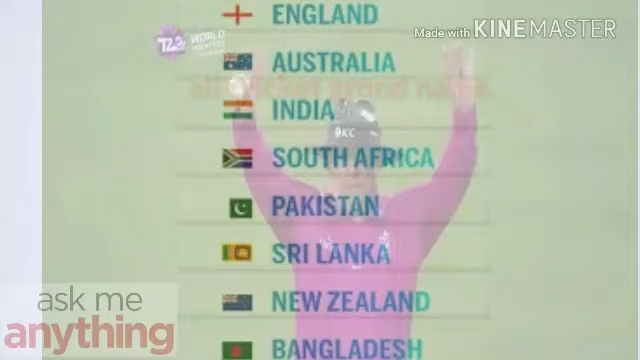 ENGLAND
Made with KINEMASTER
T20 WORLD
AUSTRALIA
INDIA
KC
SOUTH AFRICA
PAKISTAN
SRI LANKA
NEW ZEALAND
ask me
anything
BANGLADESH